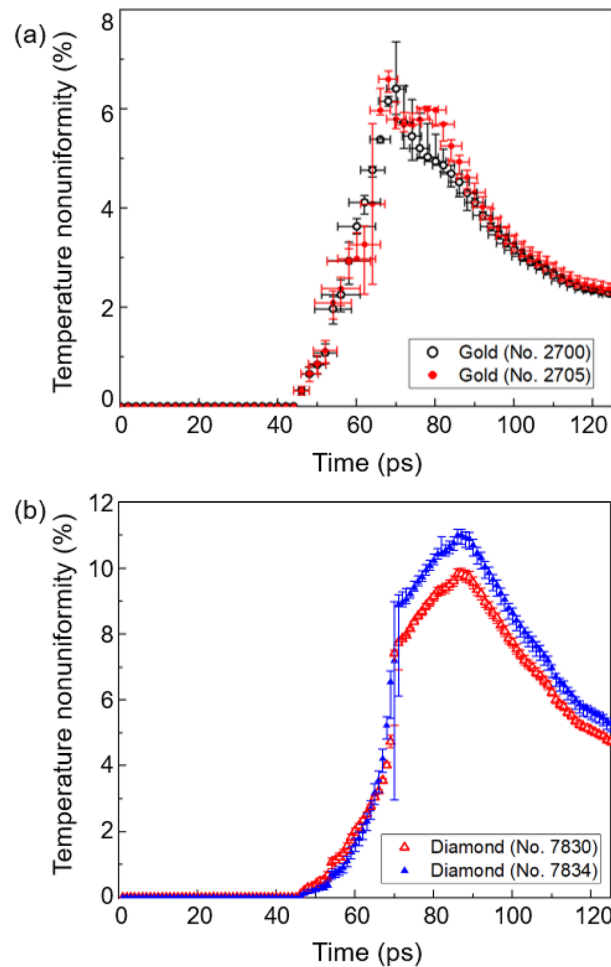 (a)
Temperature nonuniformity (%)
8
6
4
2
0
0 20 40 60 80 100 120
Time (ps)
Gold (No. 2700)
Gold (No. 2705)
(b)
Temperature nonuniformity (%)
12
10
8
6
4
2
0
0 20 40 60 80 100 120
Time (ps)
Diamond (No. 7830)
Diamond (No. 7834)